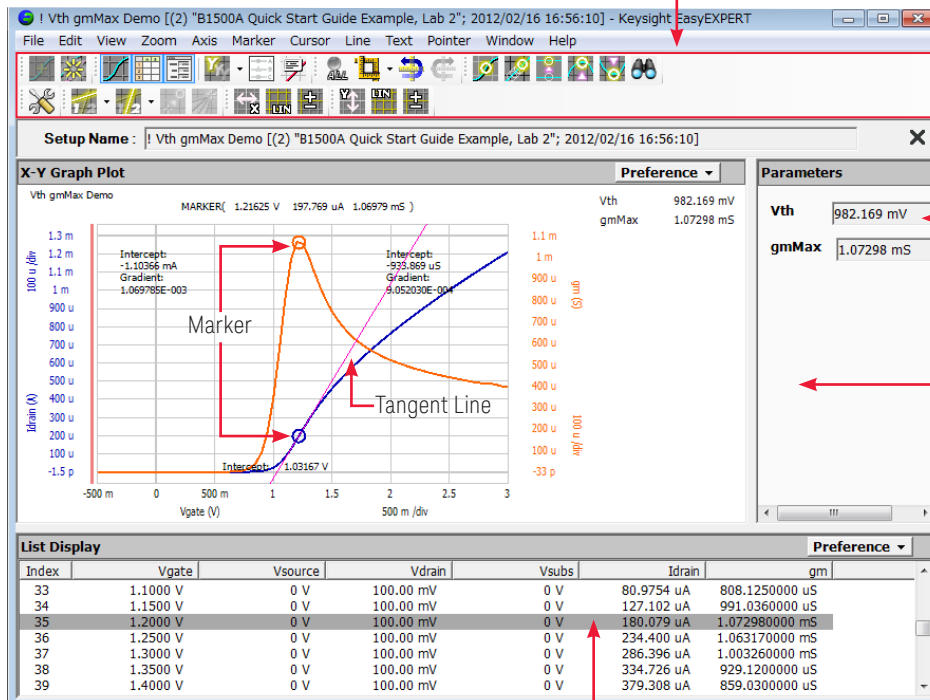 ! Vth gmMax Demo [(2) "B1500A Quick Start Guide Example, Lab 2"; 2012/02/16 16:56:10] - Keysight EasyEXPERT
File Edit View Zoom Axis Marker Cursor Line Text Pointer Window Help
ALL
X LIN Y LIN
Setup Name : ! Vth gmMax Demo [(2) "B1500A Quick Start Guide Example, Lab 2"; 2012/02/16 16:56:10]
X-Y Graph Plot Preference
Parameters
Vth gmMax Demo
MARKER( 1.21625 V 197.769 uA 1.06979 mS )
Vth 982.169 mV
gmMax 1.07298 mS
Vth 982.169 mV
gmMax 1.07298 mS
100 u /div
Idrain (A)
1.3 m
1.2 m
1.1 m
1 m
900 u
800 u
700 u
600 u
500 u
400 u
300 u
200 u
100 u
-1.5 p
Intercept:
-1.10366 mA
Gradient:
1.069785E-003
Intercept:
-933.869 uS
Gradient:
9.052030E-004
Marker
Tangent Line
Intercept: 1.03167 V
1.1 m
1 m
900 u
800 u
700 u
600 u
500 u
400 u
300 u
200 u
100 u
-33 p
gm (S)
100 u /div
-500 m 0 500 m 1 1.5 2 2.5 3
Vgate (V) 500 m /div
List Display Preference
Index Vgate Vsource Vdrain Vsubs Idrain gm
33 1.1000 V 0 V 100.00 mV 0 V 80.9754 uA 808.1250000 uS
34 1.1500 V 0 V 100.00 mV 0 V 127.102 uA 991.0360000 uS
35 1.2000 V 0 V 100.00 mV 0 V 180.079 uA 1.072980000 mS
36 1.2500 V 0 V 100.00 mV 0 V 234.400 uA 1.063170000 mS
37 1.3000 V 0 V 100.00 mV 0 V 286.396 uA 1.003260000 mS
38 1.3500 V 0 V 100.00 mV 0 V 334.726 uA 929.1200000 uS
39 1.4000 V 0 V 100.00 mV 0 V 379.308 uA 859.0300000 uS